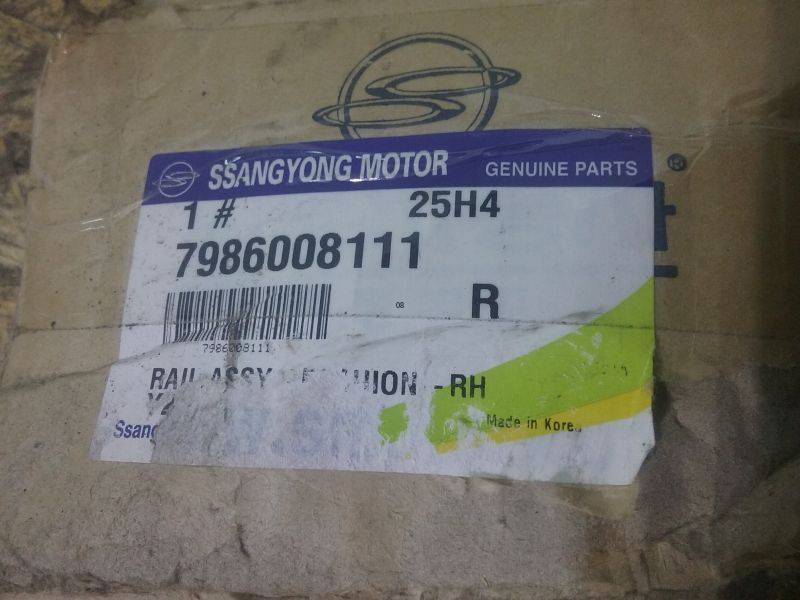 SSANGYONG MOTOR GENUINE PARTS ®
1 # 25H4
7986008111
08 R
7986008111
RAIL ASSY -RH
Made in Korea